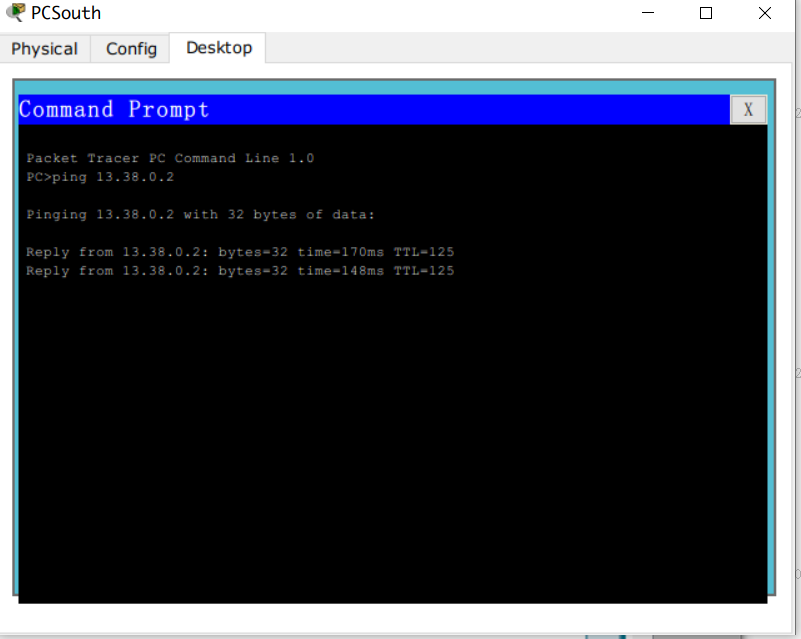 PCSouth
Physical Config Desktop
Command Prompt X
Packet Tracer PC Command Line 1.0
PC>ping 13.38.0.2
Pinging 13.38.0.2 with 32 bytes of data:
Reply from 13.38.0.2: bytes=32 time=170ms TTL=125
Reply from 13.38.0.2: bytes=32 time=148ms TTL=125